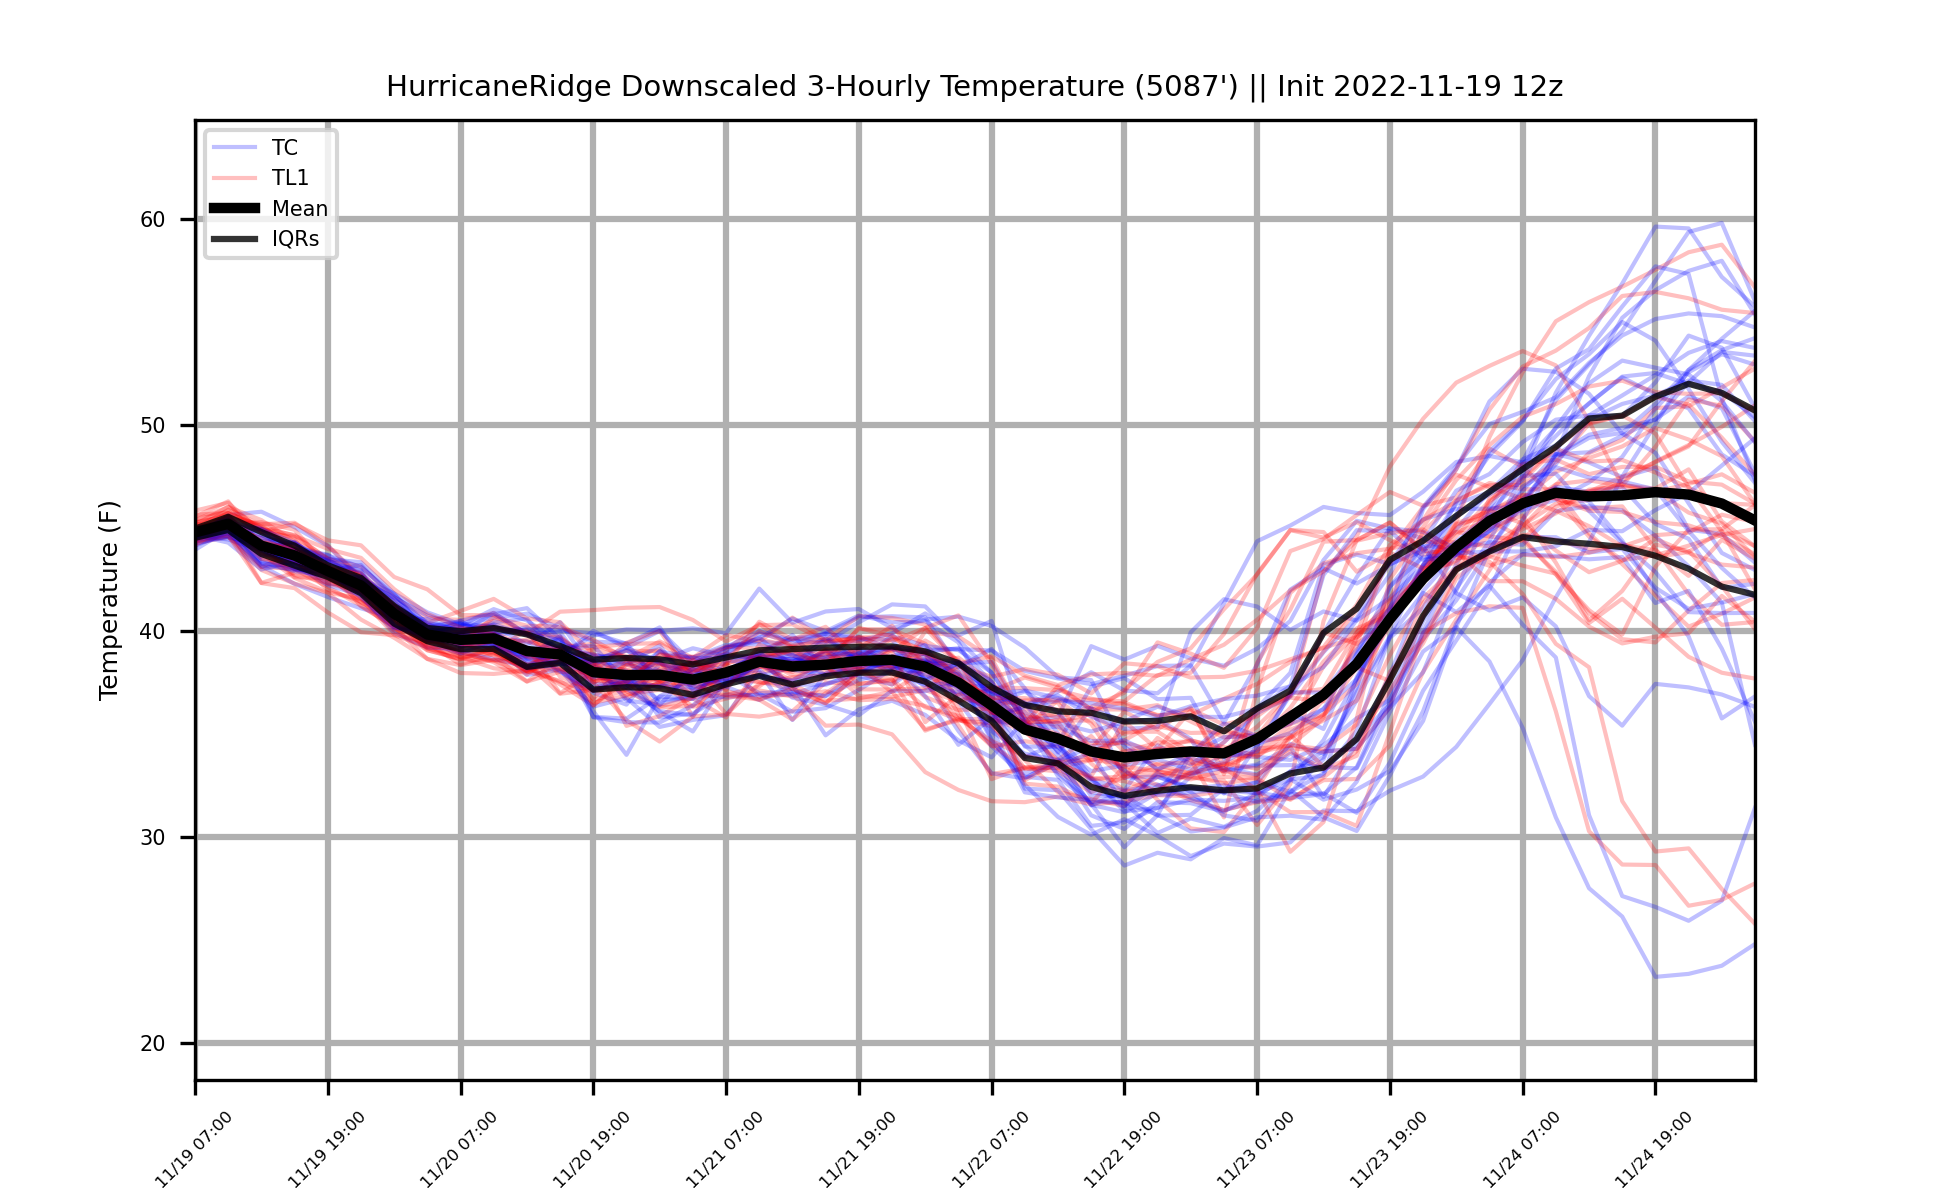 HurricaneRidge Downscaled 3-Hourly Temperature (5087') || Init 2022-11-19 12z
TC
TL1
Mean
IQRs
Temperature (F)
60
50
40
30
20
11/19 07:00
11/19 19:00
11/20 07:00
11/20 19:00
11/21 07:00
11/21 19:00
11/22 07:00
11/22 19:00
11/23 07:00
11/23 19:00
11/24 07:00
11/24 19:00